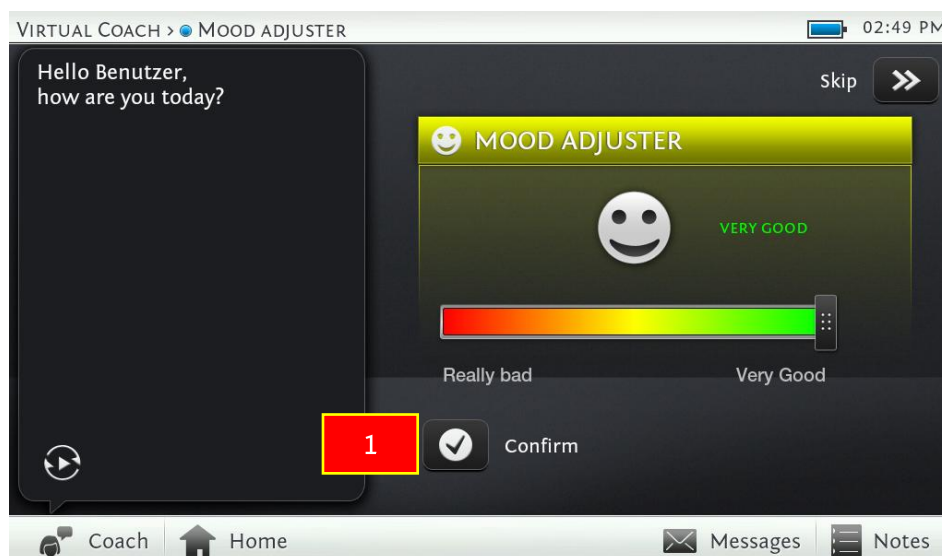 VIRTUAL COACH > MOOD ADJUSTER
02:49 PM
Hello Benutzer,
how are you today?
Skip
MOOD ADJUSTER
VERY GOOD
Really bad
Very Good
1
Confirm
Coach
Home
Messages
Notes